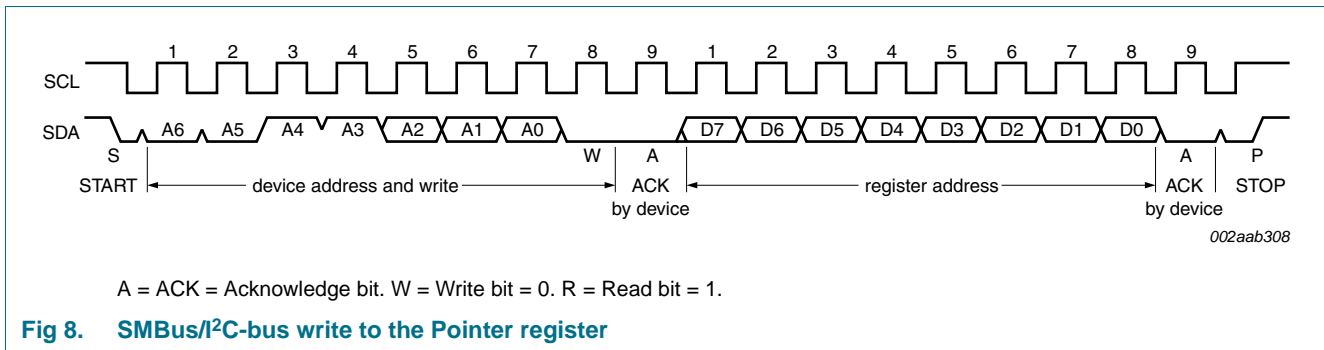 1 2 3 4 5 6 7 8 9 1 2 3 4 5 6 7 8 9
SCL
SDA A6 A5 A4 A3 A2 A1 A0 D7 D6 D5 D4 D3 D2 D1 D0
S W A A P
START device address and write ACK register address ACK STOP
by device by device
002aab308
A = ACK = Acknowledge bit. W = Write bit = 0. R = Read bit = 1.
Fig 8. SMBus/I²C-bus write to the Pointer register